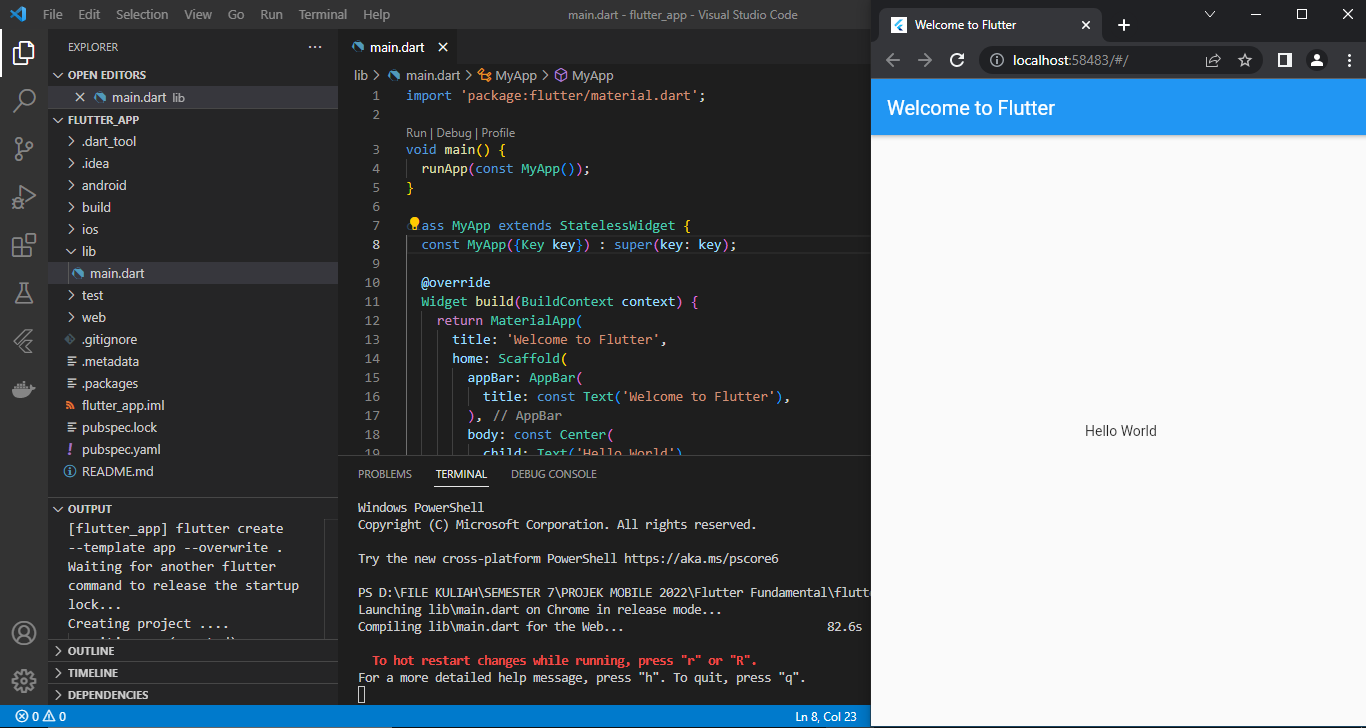 File Edit Selection View Go Run Terminal Help
main.dart - flutter_app - Visual Studio Code
EXPLORER
OPEN EDITORS
main.dart lib
FLUTTER_APP
.dart_tool
.idea
android
build
ios
lib
main.dart
test
web
.gitignore
.metadata
.packages
flutter_app.iml
pubspec.lock
pubspec.yaml
README.md
OUTPUT
[flutter_app] flutter create
--template app --overwrite .
Waiting for another flutter
command to release the startup
lock...
Creating project ....
OUTLINE
TIMELINE
DEPENDENCIES
0 0
main.dart
lib > main.dart > MyApp > MyApp
1 import 'package:flutter/material.dart';
2
Run | Debug | Profile
3 void main() {
4 runApp(const MyApp());
5 }
6
7 ass MyApp extends StatelessWidget {
8 const MyApp({Key key}) : super(key: key);
9
10 @override
11 Widget build(BuildContext context) {
12 return MaterialApp(
13 title: 'Welcome to Flutter',
14 home: Scaffold(
15 appBar: AppBar(
16 title: const Text('Welcome to Flutter'),
17 ), // AppBar
18 body: const Center(
19 child: Text('Hello World')
PROBLEMS TERMINAL DEBUG CONSOLE
Windows PowerShell
Copyright (C) Microsoft Corporation. All rights reserved.
Try the new cross-platform PowerShell https://aka.ms/pscore6
PS D:\FILE KULIAH\SEMESTER 7\PROJEK MOBILE 2022\Flutter Fundamental\flutte
Launching lib\main.dart on Chrome in release mode...
Compiling lib\main.dart for the Web... 82.6s
To hot restart changes while running, press "r" or "R".
For a more detailed help message, press "h". To quit, press "q".
Ln 8, Col 23
Welcome to Flutter
localhost:58483/#/
Welcome to Flutter
Hello World